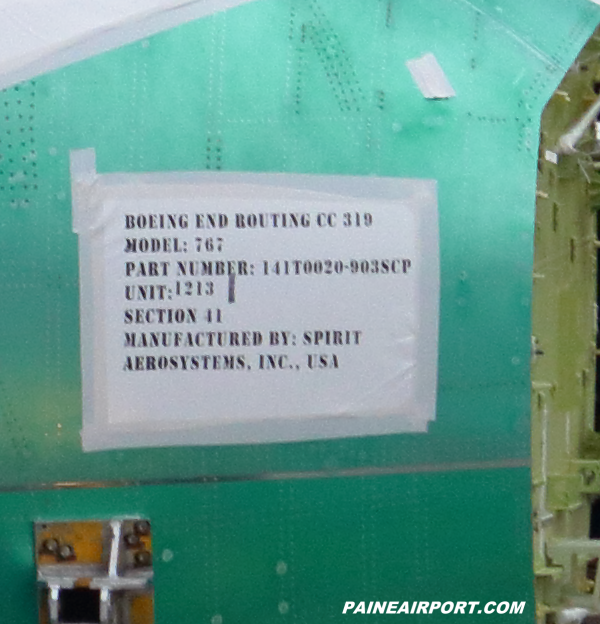 BOEING END ROUTING CC 319
MODEL: 767
PART NUMBER: 141T0020-903SCP
UNIT: 1213
SECTION 41
MANUFACTURED BY: SPIRIT
AEROSYSTEMS, INC., USA
PAINEAIRPORT.COM